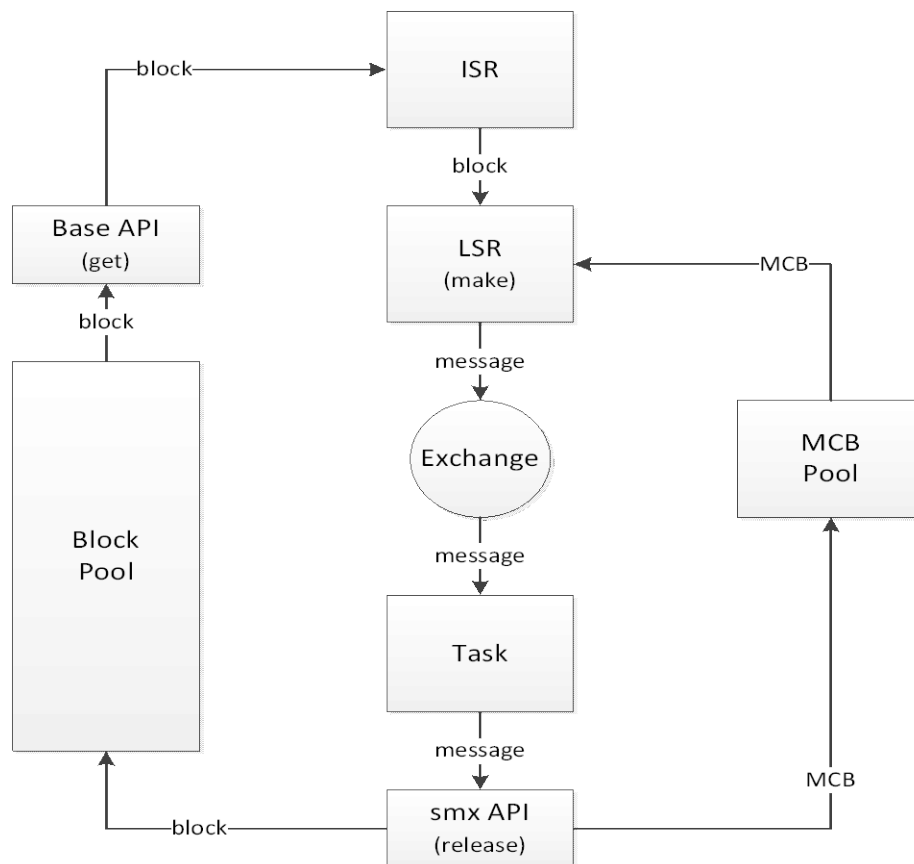 ISR
block
block
Base API
(get)
LSR
(make)
MCB
block
message
Exchange
MCB
Pool
Block
Pool
message
Task
message
MCB
smx API
(release)
block